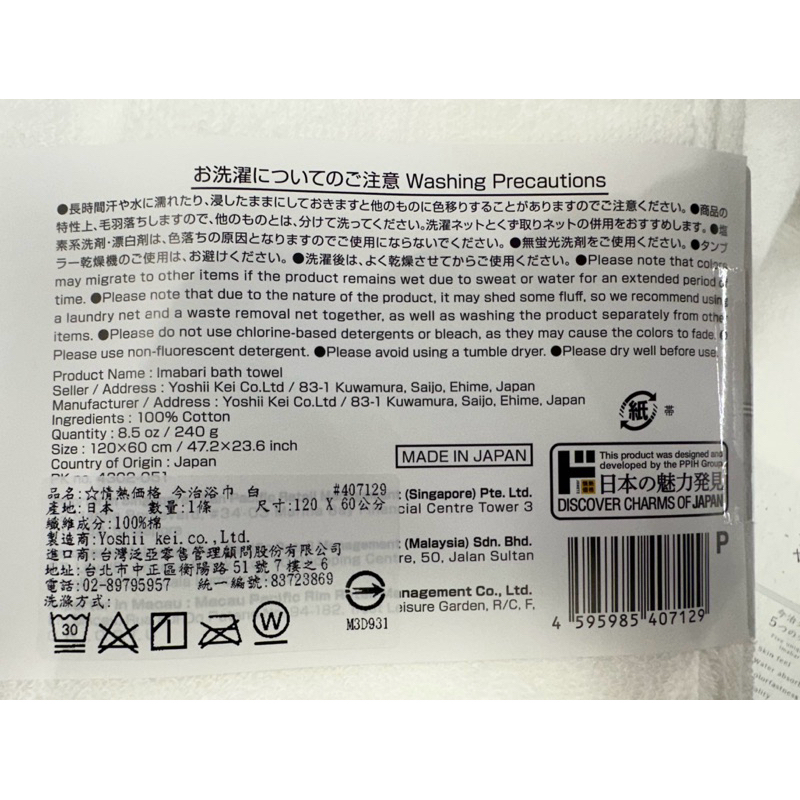 お洗濯についてのご注意 Washing Precautions
●長時間汗や水に濡れたり、浸したままにしておきますと他のものに色移りすることがありますのでご注意ください。●商品の
特性上、毛羽落ちしますので、他のものとは、分けて洗ってください。洗濯ネットとくず取りネットの併用をおすすめします。●塩
素系洗剤・漂白剤は、色落ちの原因となりますのでご使用にならないでください。●無蛍光洗剤をご使用ください。●タンブ
ラー乾燥機のご使用は、お避けください。●洗濯後は、よく乾燥させてからご使用ください。●Please note that colors
may migrate to other items if the product remains wet due to sweat or water for an extended period of
time. ●Please note that due to the nature of the product, it may shed some fluff, so we recommend using
a laundry net and a waste removal net together, as well as washing the product separately from other
items. ●Please do not use chlorine-based detergents or bleach, as they may cause the colors to fade. ●
Please use non-fluorescent detergent. ●Please avoid using a tumble dryer. ●Please dry well before use.
Product Name : Imabari bath towel
Seller / Address : Yoshii Kei Co.Ltd / 83-1 Kuwamura, Saijo, Ehime, Japan
Manufacturer / Address : Yoshii Kei Co.Ltd / 83-1 Kuwamura, Saijo, Ehime, Japan
Ingredients : 100% Cotton
Quantity : 8.5 oz / 240 g
Size : 120×60 cm / 47.2×23.6 inch
Country of Origin : Japan
MADE IN JAPAN
紙 帯
This product was designed and
developed by the PPIH Group
日本の魅力発見
DISCOVER CHARMS OF JAPAN
品名:☆情熱価格 今治浴巾 白 #407129
產地:日本 數量:1條 尺寸:120 X 60公分
纖維成分:100%棉
製造商:Yoshii kei co.,Ltd.
進口商:台灣泛亞零售管理顧問股份有限公司
地址:台北市中正區衡陽路51號7樓之6
電話:02-89795957 統一編號:83723869
洗滌方式:
30
W
M3D931
(Singapore) Pte. Ltd.
cial Centre Tower 3
(Malaysia) Sdn. Bhd.
re, 50, Jalan Sultan
in Macau : Macau Pacific Rim
nagement Co., Ltd.
Leisure Garden, R/C, F,
P
4 595985 407129